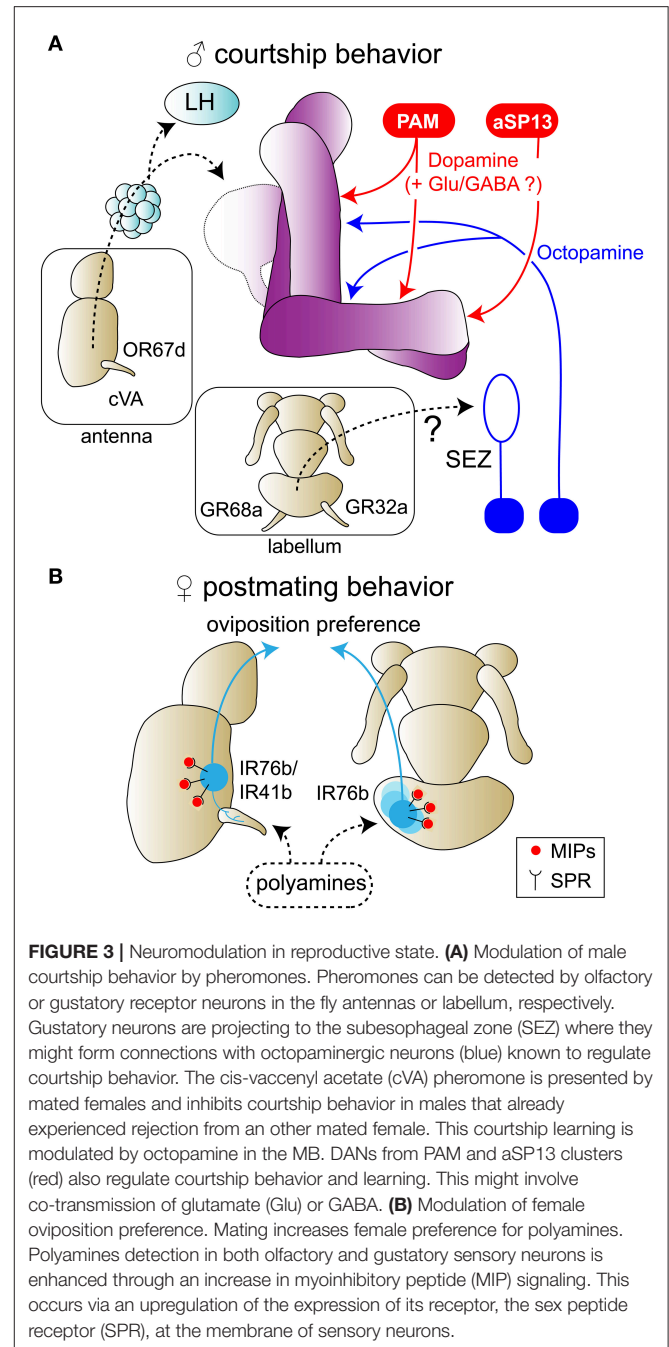 A
♂ courtship behavior
LH
PAM
aSP13
Dopamine
(+ Glu/GABA ?)
Octopamine
OR67d
cVA
antenna
?
SEZ
GR68a
GR32a
labellum
B
♀ postmating behavior
oviposition preference
IR76b/
IR41b
IR76b
MIPs
SPR
polyamines
FIGURE 3 | Neuromodulation in reproductive state. (A) Modulation of male
courtship behavior by pheromones. Pheromones can be detected by olfactory
or gustatory receptor neurons in the fly antennas or labellum, respectively.
Gustatory neurons are projecting to the subesophageal zone (SEZ) where they
might form connections with octopaminergic neurons (blue) known to regulate
courtship behavior. The cis-vaccenyl acetate (cVA) pheromone is presented by
mated females and inhibits courtship behavior in males that already
experienced rejection from an other mated female. This courtship learning is
modulated by octopamine in the MB. DANs from PAM and aSP13 clusters
(red) also regulate courtship behavior and learning. This might involve
co-transmission of glutamate (Glu) or GABA. (B) Modulation of female
oviposition preference. Mating increases female preference for polyamines.
Polyamines detection in both olfactory and gustatory sensory neurons is
enhanced through an increase in myoinhibitory peptide (MIP) signaling. This
occurs via an upregulation of the expression of its receptor, the sex peptide
receptor (SPR), at the membrane of sensory neurons.